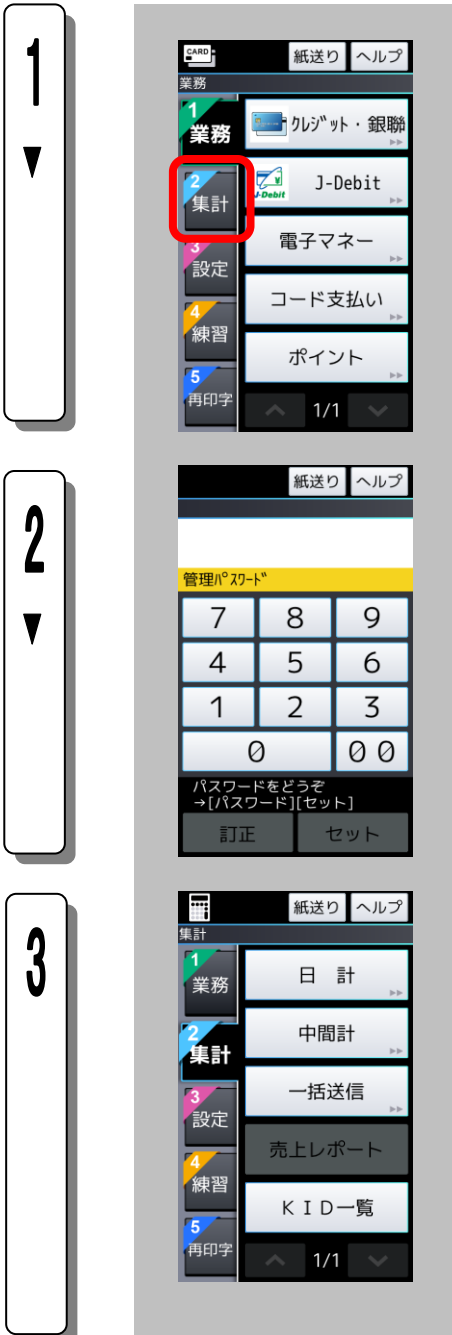 1
▼
CARD
紙送り ヘルプ
業務
1 業務
クレジット・銀聯
2 集計
J-Debit J-Debit
電子マネー
3 設定
コード支払い
4 練習
ポイント
5 再印字
1/1
2
▼
紙送り ヘルプ
管理パスワード
7 8 9
4 5 6
1 2 3
0 00
パスワードをどうぞ
→[パスワード][セット]
訂正 セット
3
紙送り ヘルプ
集計
1 業務
日 計
2 集計
中間計
一括送信
3 設定
売上レポート
4 練習
KID一覧
5 再印字
1/1